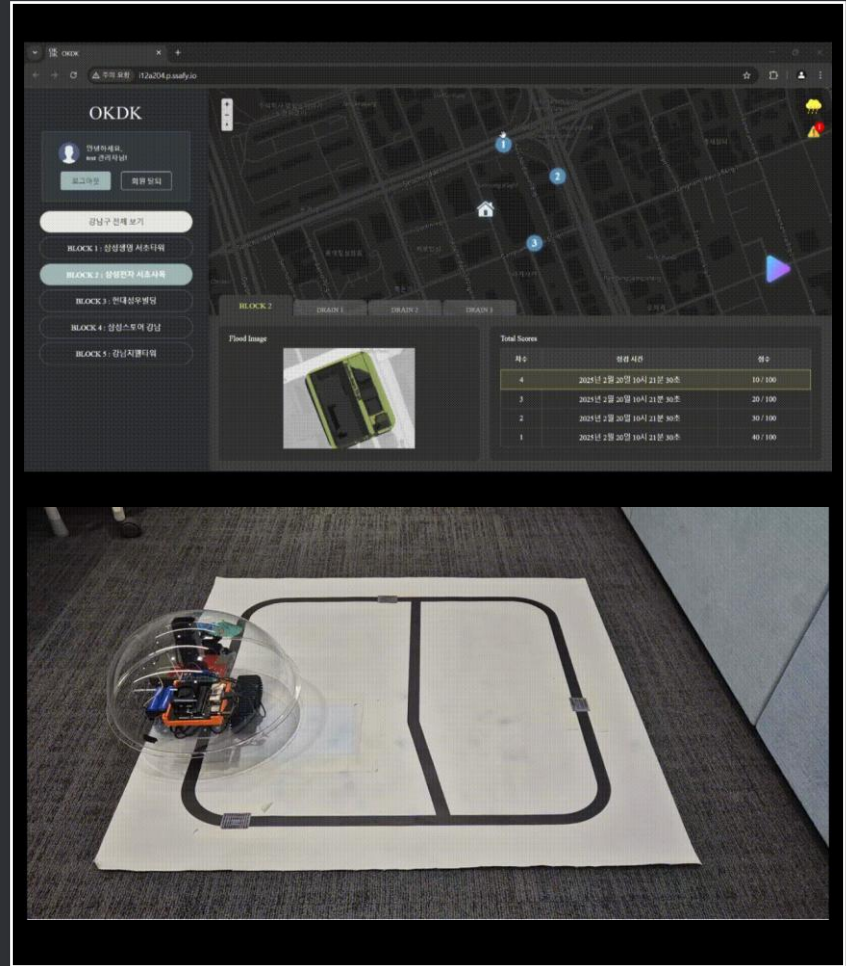 OKDK
주의 요함
i12a204.p.ssafy.io
OKDK
안녕하세요,
test 관리자님!
로그아웃
회원 탈퇴
강남구 전체 보기
BLOCK 1 : 삼성생명 서초타워
BLOCK 2 : 삼성전자 서초사옥
BLOCK 3 : 현대성우빌딩
BLOCK 4 : 삼성스토어 강남
BLOCK 5 : 강남지웰타워
1
2
3
BLOCK 2
DRAIN 1
DRAIN 2
DRAIN 3
Flood Image
Total Scores
차수 점검 시간 점수
4 2025년 2월 20일 10시 21분 30초 10 / 100
3 2025년 2월 20일 10시 21분 30초 20 / 100
2 2025년 2월 20일 10시 21분 30초 30 / 100
1 2025년 2월 20일 10시 21분 30초 40 / 100